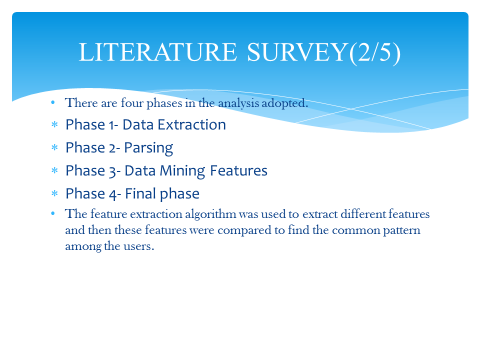 LITERATURE SURVEY(2/5)
• There are four phases in the analysis adopted.
* Phase 1- Data Extraction
* Phase 2- Parsing
* Phase 3- Data Mining Features
* Phase 4- Final phase
• The feature extraction algorithm was used to extract different features
and then these features were compared to find the common pattern
among the users.